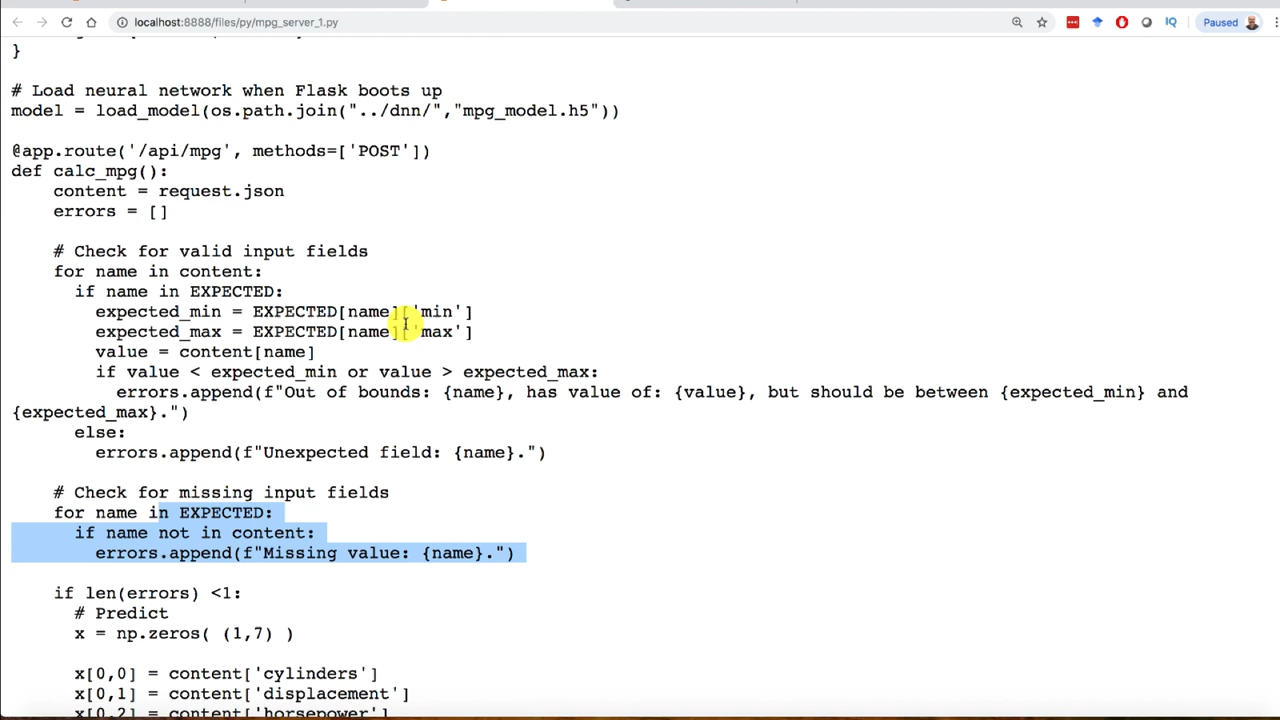 localhost:8888/files/py/mpg_server_1.py
IQ
Paused
}
# Load neural network when Flask boots up
model = load_model(os.path.join("../dnn/","mpg_model.h5"))
@app.route('/api/mpg', methods=['POST'])
def calc_mpg():
    content = request.json
    errors = []
    # Check for valid input fields
    for name in content:
      if name in EXPECTED:
        expected_min = EXPECTED[name]['min']
        expected_max = EXPECTED[name]['max']
        value = content[name]
        if value < expected_min or value > expected_max:
          errors.append(f"Out of bounds: {name}, has value of: {value}, but should be between {expected_min} and
{expected_max}.")
      else:
        errors.append(f"Unexpected field: {name}.")
    # Check for missing input fields
    for name in EXPECTED:
      if name not in content:
        errors.append(f"Missing value: {name}.")
    if len(errors) <1:
      # Predict
      x = np.zeros( (1,7) )
      x[0,0] = content['cylinders']
      x[0,1] = content['displacement']
      x[0,2] = content['horsepower']